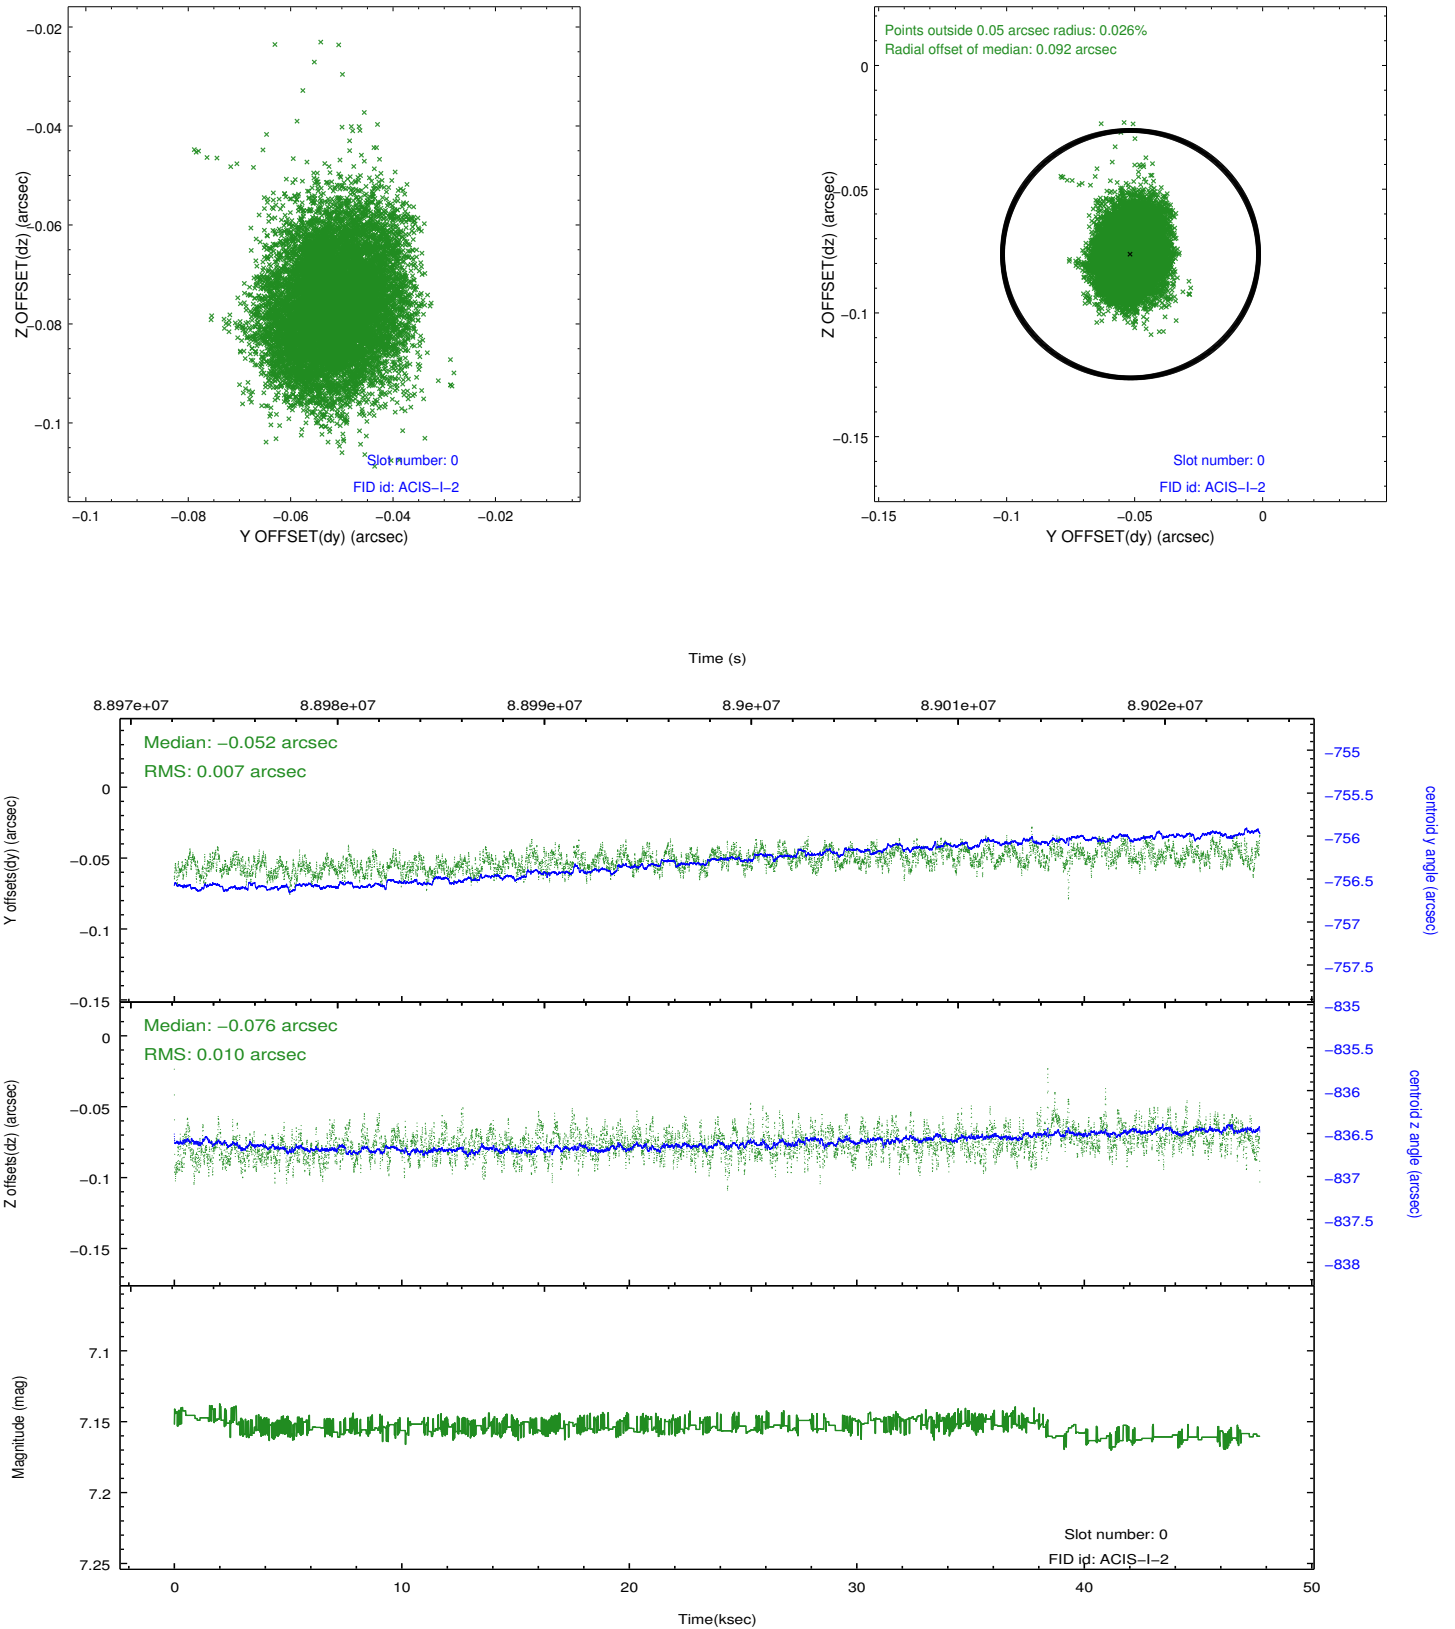 −0.02
−0.04
−0.06
−0.08
−0.1
Z OFFSET(dz) (arcsec)
Slot number: 0
FID id: ACIS−I−2
−0.1
−0.08
−0.06
−0.04
−0.02
Y OFFSET(dy) (arcsec)
Points outside 0.05 arcsec radius: 0.026%
Radial offset of median: 0.092 arcsec
0
−0.05
−0.1
−0.15
Z OFFSET(dz) (arcsec)
Slot number: 0
FID id: ACIS−I−2
−0.15
−0.1
−0.05
0
Y OFFSET(dy) (arcsec)
Time (s)
8.897e+07
8.898e+07
8.899e+07
8.9e+07
8.901e+07
8.902e+07
Median: −0.052 arcsec
RMS: 0.007 arcsec
0
−0.05
−0.1
−0.15
Y offsets(dy) (arcsec)
−755
−755.5
−756
−756.5
−757
−757.5
centroid y angle (arcsec)
Median: −0.076 arcsec
RMS: 0.010 arcsec
0
−0.05
−0.1
−0.15
Z offsets(dz) (arcsec)
−835
−835.5
−836
−836.5
−837
−837.5
−838
centroid z angle (arcsec)
7.1
7.15
7.2
7.25
Magnitude (mag)
Slot number: 0
FID id: ACIS−I−2
0
10
20
30
40
50
Time(ksec)